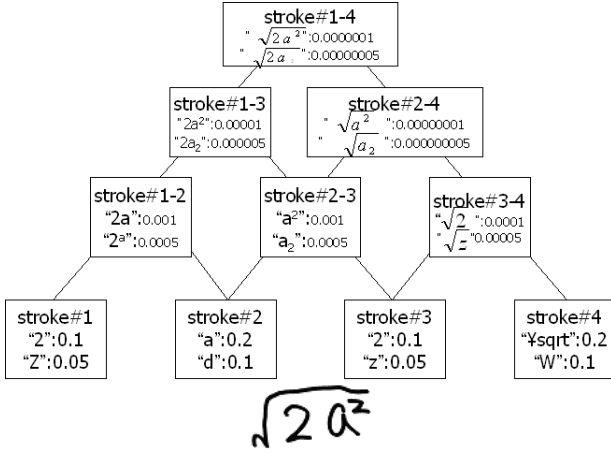 stroke#1-4
" √2a²":0.0000001
" √2a₂":0.00000005
stroke#1-3
"2a²":0.00001
"2a₂":0.000005
stroke#2-4
" √a² ":0.00000001
" √a₂ ":0.000000005
stroke#1-2
"2a":0.001
"2ᵃ":0.0005
stroke#2-3
"a²":0.001
"a₂":0.0005
stroke#3-4
"√2 ":0.0001
"√z":0.00005
stroke#1
"2":0.1
"Z":0.05
stroke#2
"a":0.2
"d":0.1
stroke#3
"2":0.1
"z":0.05
stroke#4
"¥sqrt":0.2
"W":0.1
√2a²